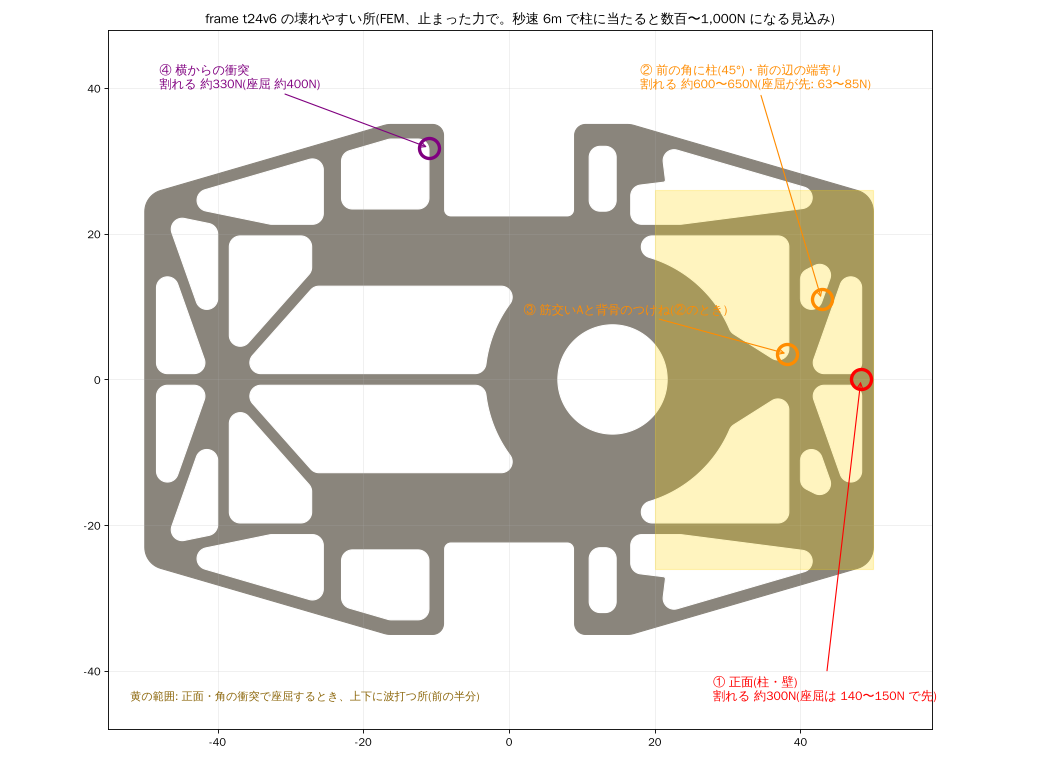 frame t24v6 の壊れやすい所(FEM、止まった力で。秒速 6m で柱に当たると数百〜1,000N になる見込み)
④ 横からの衝突
割れる 約330N(座屈 約400N)
② 前の角に柱(45°)・前の辺の端寄り
割れる 約600〜650N(座屈が先: 63〜85N)
③ 筋交いAと背骨のつけ
① 正面(柱・壁)
割れる 約300N(座屈は 140〜150N で先)
黄の範囲: 正面・角の衝突で座屈するとき、上下に波打つ所(前の半分)
40
20
0
-20
-40
-40
-20
0
20
40